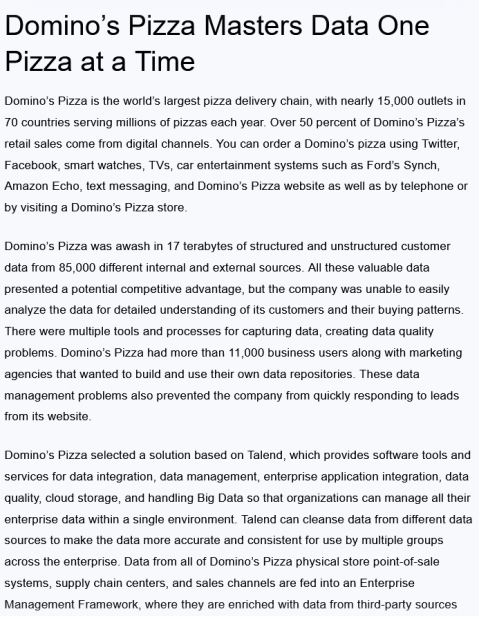 Domino’s Pizza Masters Data One
Pizza at a Time
Domino’s Pizza is the world’s largest pizza delivery chain, with nearly 15,000 outlets in
70 countries serving millions of pizzas each year. Over 50 percent of Domino’s Pizza’s
retail sales come from digital channels. You can order a Domino’s pizza using Twitter,
Facebook, smart watches, TVs, car entertainment systems such as Ford’s Synch,
Amazon Echo, text messaging, and Domino’s Pizza website as well as by telephone or
by visiting a Domino’s Pizza store.
Domino’s Pizza was awash in 17 terabytes of structured and unstructured customer
data from 85,000 different internal and external sources. All these valuable data
presented a potential competitive advantage, but the company was unable to easily
analyze the data for detailed understanding of its customers and their buying patterns.
There were multiple tools and processes for capturing data, creating data quality
problems. Domino’s Pizza had more than 11,000 business users along with marketing
agencies that wanted to build and use their own data repositories. These data
management problems also prevented the company from quickly responding to leads
from its website.
Domino’s Pizza selected a solution based on Talend, which provides software tools and
services for data integration, data management, enterprise application integration, data
quality, cloud storage, and handling Big Data so that organizations can manage all their
enterprise data within a single environment. Talend can cleanse data from different data
sources to make the data more accurate and consistent for use by multiple groups
across the enterprise. Data from all of Domino’s Pizza physical store point-of-sale
systems, supply chain centers, and sales channels are fed into an Enterprise
Management Framework, where they are enriched with data from third-party sources